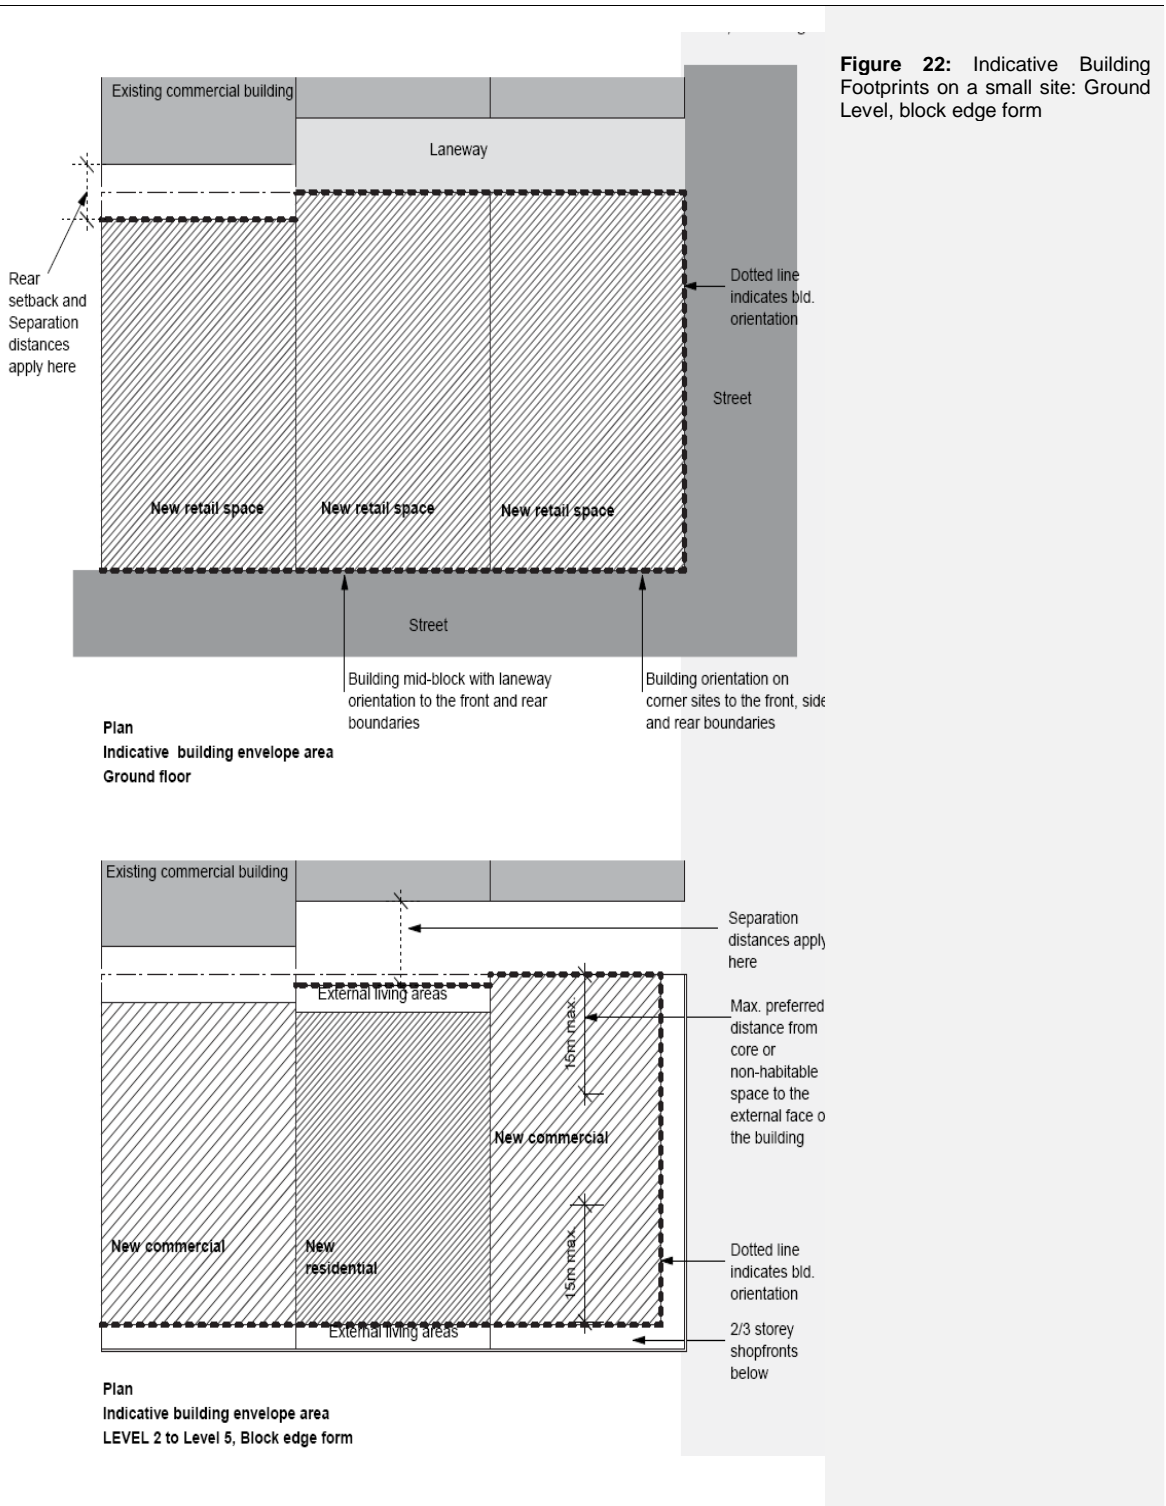 Figure 22: Indicative Building
Footprints on a small site: Ground
Level, block edge form
Existing commercial building
Laneway
Rear
setback and
Separation
distances
apply here
Dotted line
indicates bld.
orientation
Street
New retail space
New retail space
New retail space
Street
Building mid-block with laneway
orientation to the front and rear
boundaries
Building orientation on
corner sites to the front, side
and rear boundaries
Plan
Indicative building envelope area
Ground floor
Existing commercial building
Separation
distances apply
here
External living areas
15m max.
Max. preferred
distance from
core or
non-habitable
space to the
external face o
the building
New commercial
New commercial
New
residential
15m max.
Dotted line
indicates bld.
orientation
External living areas
2/3 storey
shopfronts
below
Plan
Indicative building envelope area
LEVEL 2 to Level 5, Block edge form